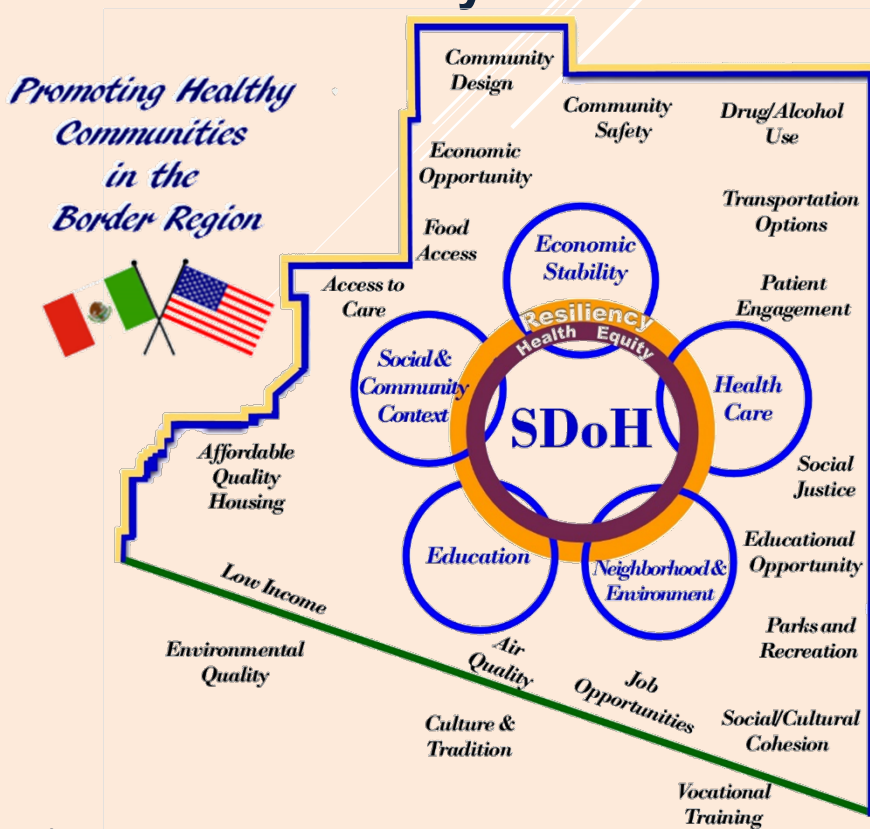 Promoting Healthy
Communities
in the
Border Region
Community
Design
Community
Safety
Drug/Alcohol
Use
Economic
Opportunity
Transportation
Options
Food
Access
Access to
Care
Patient
Engagement
Economic
Stability
Resiliency
Health Equity
SDoH
Social &
Community
Context
Health
Care
Education
Neighborhood &
Environment
Affordable
Quality
Housing
Social
Justice
Educational
Opportunity
Parks and
Recreation
Low Income
Environmental
Quality
Air
Quality
Job
Opportunities
Culture &
Tradition
Social/Cultural
Cohesion
Vocational
Training